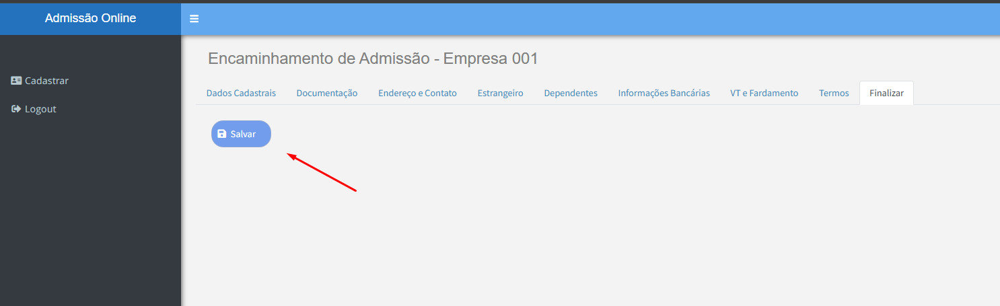 Admissão Online
Cadastrar
Logout
Encaminhamento de Admissão - Empresa 001
Dados Cadastrais Documentação Endereço e Contato Estrangeiro Dependentes Informações Bancárias VT e Fardamento Termos Finalizar
Salvar